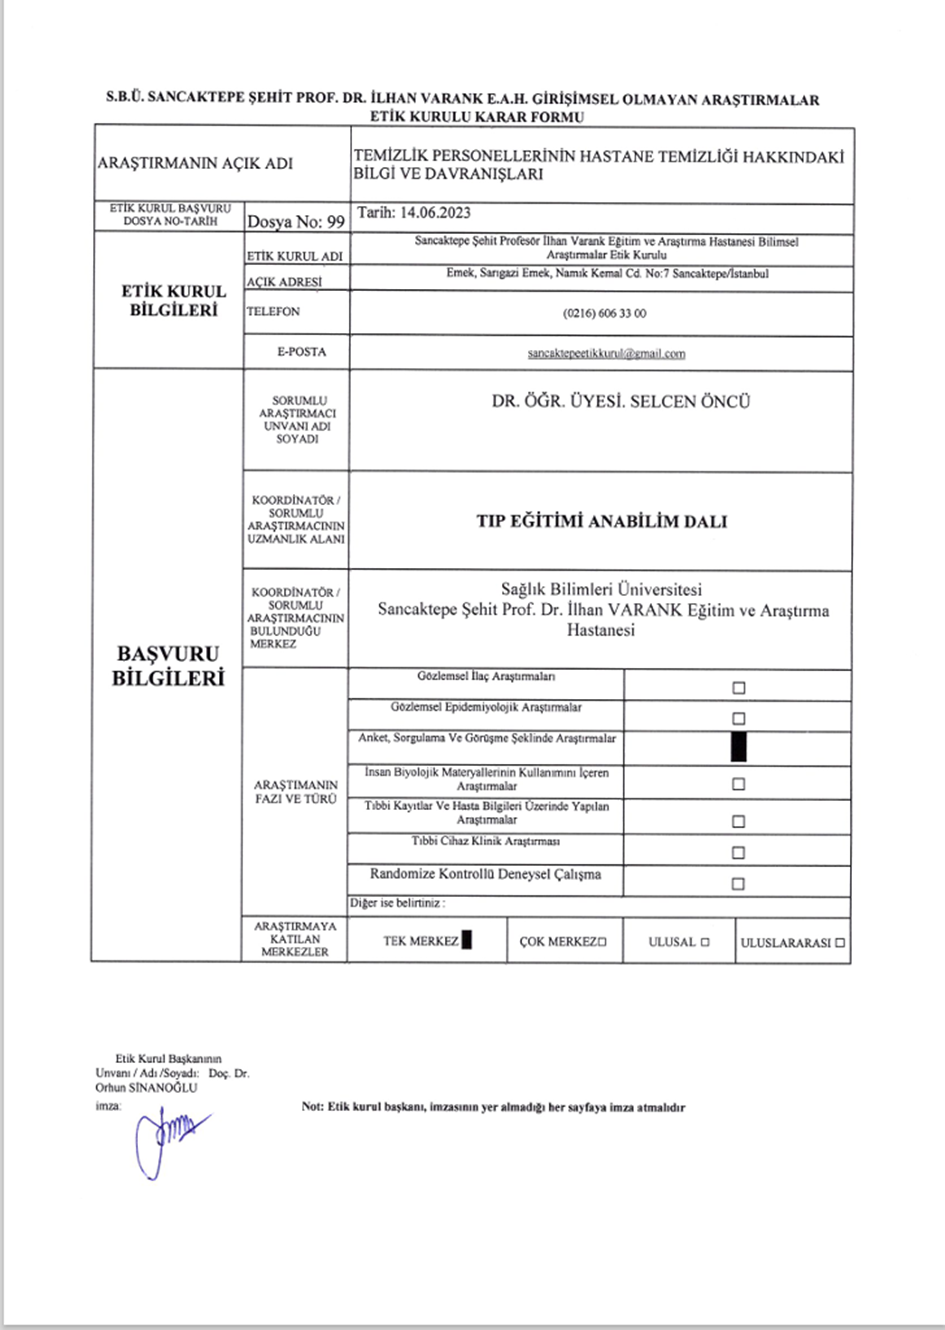 S.B.Ü. SANCAKTEPE ŞEHİT PROF. DR. İLHAN VARANK E.A.H. GİRİŞİMSEL OLMAYAN ARAŞTIRMALAR
ETİK KURULU KARAR FORMU
ARAŞTIRMANIN AÇIK ADI
TEMİZLİK PERSONELLERİNİN HASTANE TEMİZLİĞİ HAKKINDAKİ
BİLGİ VE DAVRANIŞLARI
ETİK KURUL BAŞVURU
DOSYA NO-TARİH
Dosya No: 99
Tarih: 14.06.2023
ETİK KURUL
BİLGİLERİ
ETİK KURUL ADI
Sancaktepe Şehit Profesör İlhan Varank Eğitim ve Araştırma Hastanesi Bilimsel
Araştırmalar Etik Kurulu
AÇIK ADRESİ
Emek, Sarıgazi Emek, Namık Kemal Cd. No:7 Sancaktepe/İstanbul
TELEFON
(0216) 606 33 00
E-POSTA
sancaktepeetikkurul@gmail.com
BAŞVURU
BİLGİLERİ
SORUMLU
ARAŞTIRMACI
UNVANI ADI
SOYADI
DR. ÖĞR. ÜYESİ. SELCEN ÖNCÜ
KOORDİNATÖR /
SORUMLU
ARAŞTIRMACININ
UZMANLIK ALANI
TIP EĞİTİMİ ANABİLİM DALI
KOORDİNATÖR /
SORUMLU
ARAŞTIRMACININ
BULUNDUĞU
MERKEZ
Sağlık Bilimleri Üniversitesi
Sancaktepe Şehit Prof. Dr. İlhan VARANK Eğitim ve Araştırma
Hastanesi
ARAŞTIMANIN
FAZI VE TÜRÜ
Gözlemsel İlaç Araştırmaları
Gözlemsel Epidemiyolojik Araştırmalar
Anket, Sorgulama Ve Görüşme Şeklinde Araştırmalar
İnsan Biyolojik Materyallerinin Kullanımını İçeren
Araştırmalar
Tıbbi Kayıtlar Ve Hasta Bilgileri Üzerinde Yapılan
Araştırmalar
Tıbbi Cihaz Klinik Araştırması
Randomize Kontrollü Deneysel Çalışma
Diğer ise belirtiniz :
ARAŞTIRMAYA
KATILAN
MERKEZLER
TEK MERKEZ
ÇOK MERKEZ☐
ULUSAL ☐
ULUSLARARASI ☐
Etik Kurul Başkanının
Unvanı / Adı /Soyadı: Doç. Dr.
Orhun SİNANOĞLU
imza:
Not: Etik kurul başkanı, imzasının yer almadığı her sayfaya imza atmalıdır